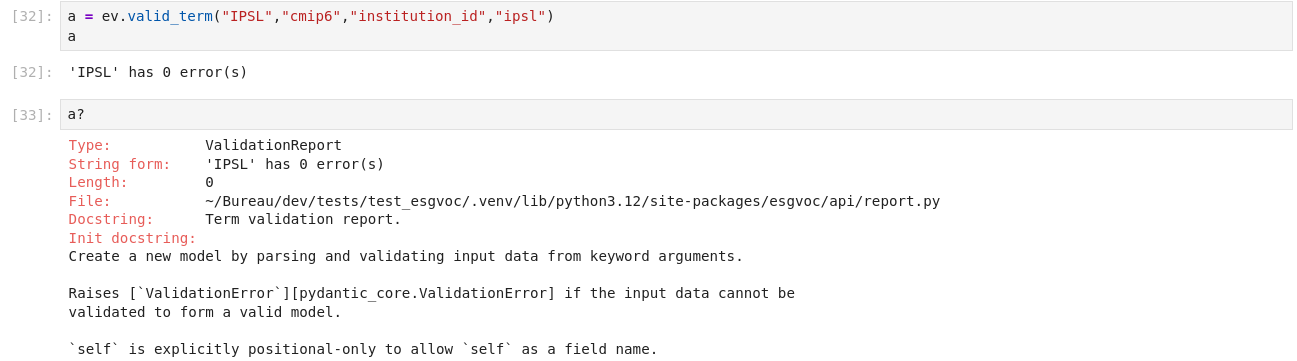 [32]: a = ev.valid_term("IPSL","cmip6","institution_id","ipsl")
a
[32]: 'IPSL' has 0 error(s)
[33]: a?
Type:           ValidationReport
String form:    'IPSL' has 0 error(s)
Length:         0
File:           ~/Bureau/dev/tests/test_esgvoc/.venv/lib/python3.12/site-packages/esgvoc/api/report.py
Docstring:      Term validation report.
Init docstring:
Create a new model by parsing and validating input data from keyword arguments.
Raises [`ValidationError`][pydantic_core.ValidationError] if the input data cannot be
validated to form a valid model.
`self` is explicitly positional-only to allow `self` as a field name.